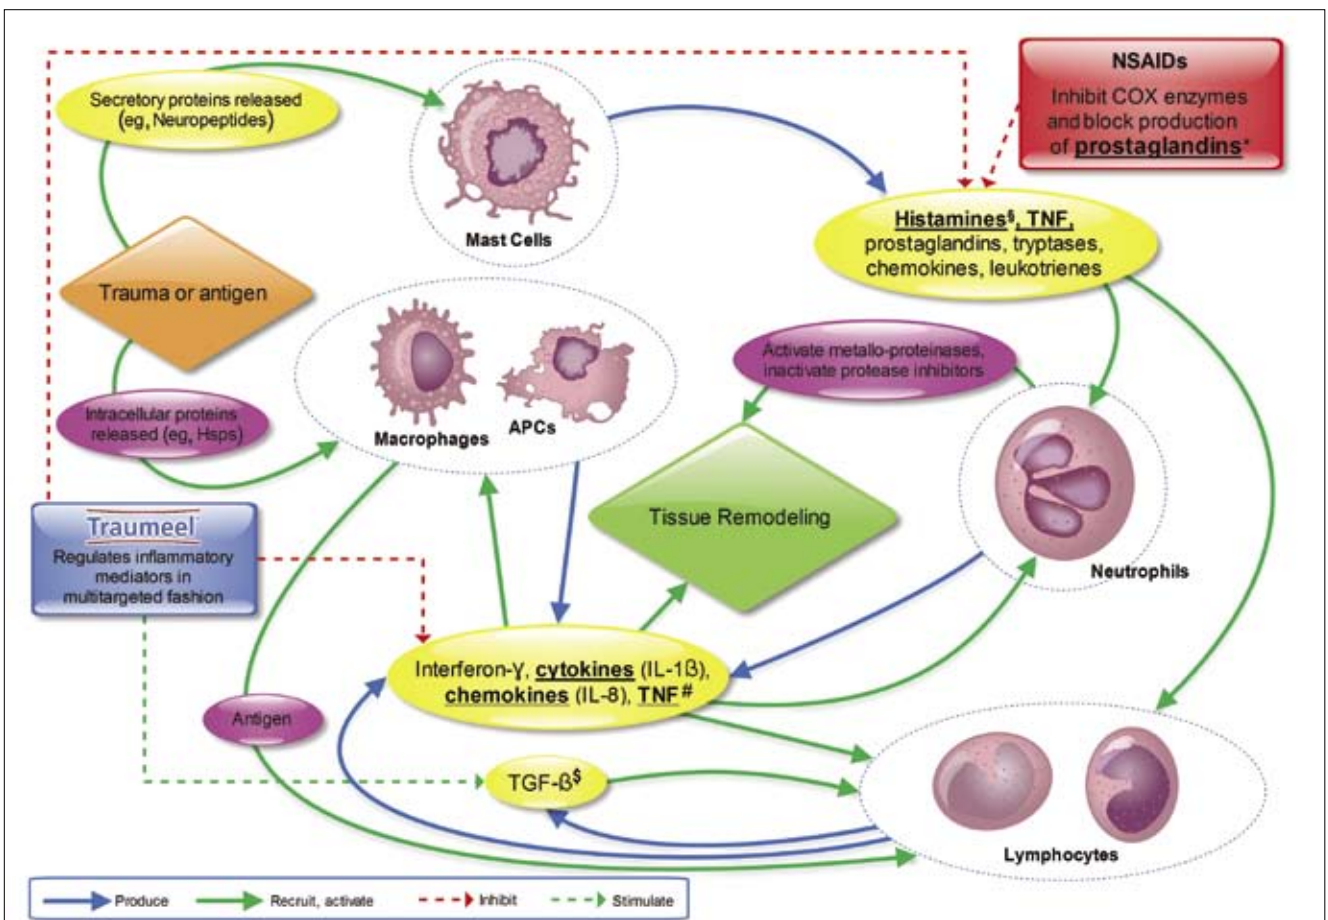 NSAIDs
Inhibit COX enzymes
and block production
of prostaglandins*
Secretory proteins released
(eg, Neuropeptides)
Mast Cells
Histamines§, TNF,
prostaglandins, tryptases,
chemokines, leukotrienes
Trauma or antigen
Activate metallo-proteinases,
inactivate protease inhibitors
Intracellular proteins
released (eg, Hsps)
Macrophages
APCs
Traumeel
Regulates inflammatory
mediators in
multitargeted fashion
Tissue Remodeling
Neutrophils
Interferon-γ, cytokines (IL-1ß),
chemokines (IL-8), TNF#
Antigen
TGF-ß$
Lymphocytes
Produce
Recruit, activate
Inhibit
Stimulate